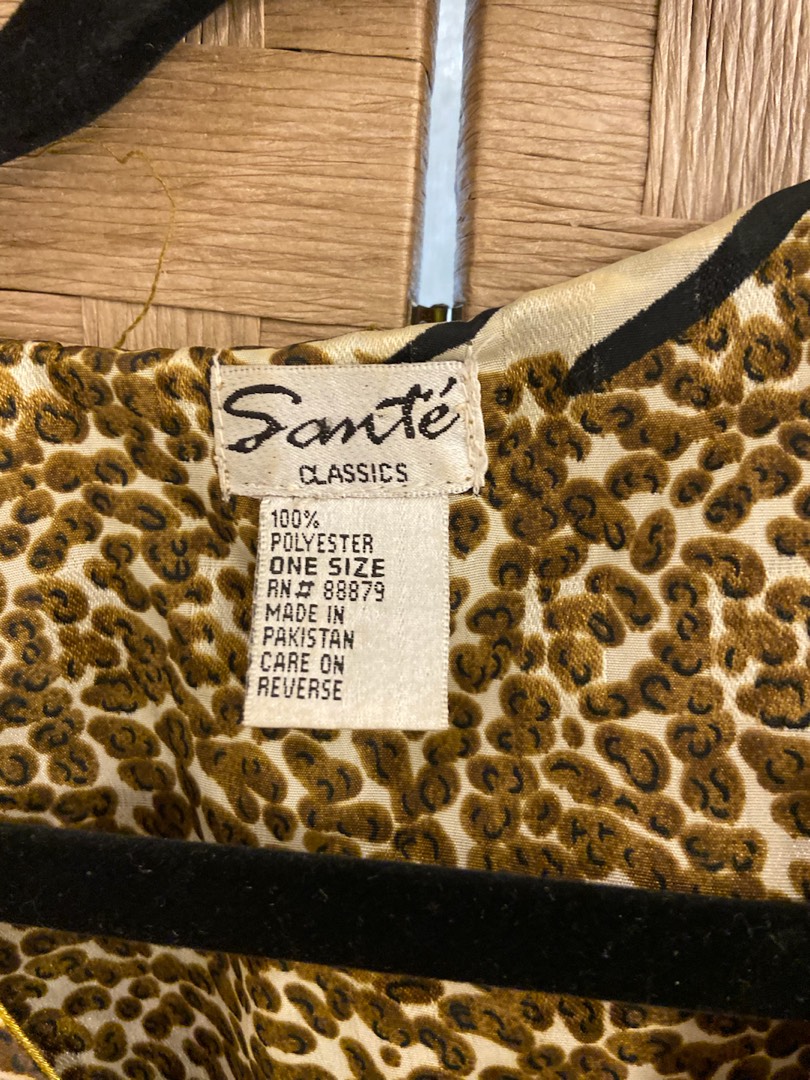 Santé
CLASSICS
100%
POLYESTER
ONE SIZE
RN# 88879
MADE IN
PAKISTAN
CARE ON
REVERSE